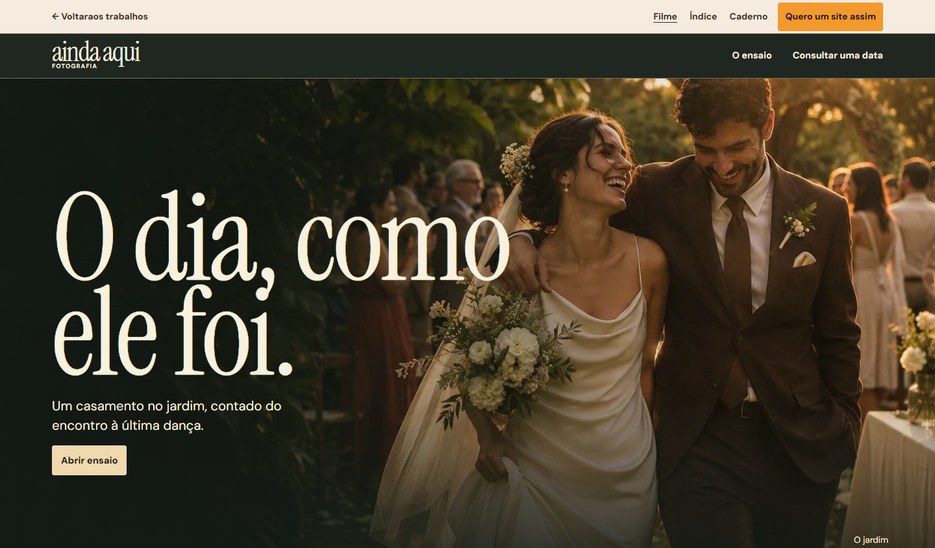 ← Voltaraos trabalhos
Filme Índice Caderno Quero um site assim
ainda aqui
FOTOGRAFIA
O ensaio Consultar uma data
O dia, como
ele foi.
Um casamento no jardim, contado do
encontro à última dança.
Abrir ensaio
O jardim